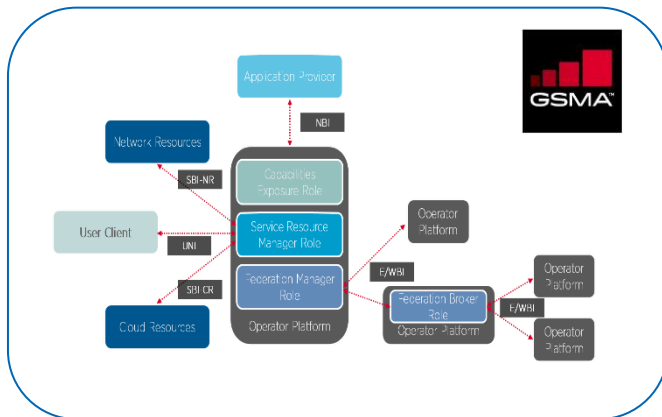 GSMA™
Application Provider
NBI
Network Resources
SBI-NR
Capabilities
Exposure Role
User Client
UNI
Service Resource
Manager Role
Operator
Platform
SBI-CR
Federation Manager
Role
E/WBI
Cloud Resources
Operator Platform
Federation Broker
Role
Operator Platform
E/WBI
Operator
Platform
Operator
Platform